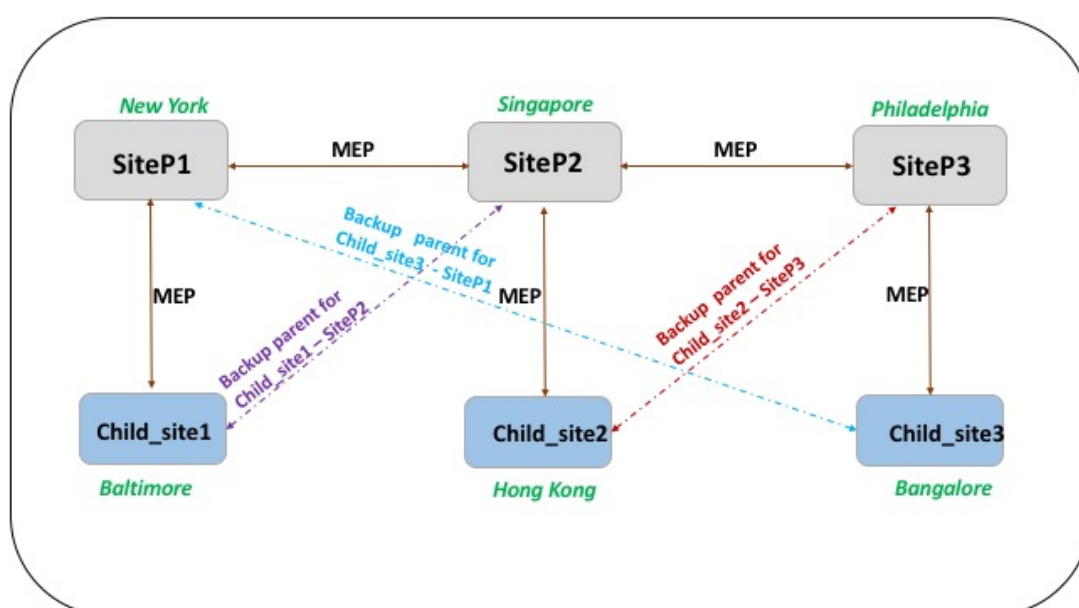 New York
Singapore
Philadelphia
SiteP1
MEP
SiteP2
MEP
SiteP3
Backup parent for
Child_site3 - SiteP1
Backup parent for
Child_site1 – SiteP2
Backup parent for
Child_site2 – SiteP3
MEP
MEP
MEP
Child_site1
Child_site2
Child_site3
Baltimore
Hong Kong
Bangalore